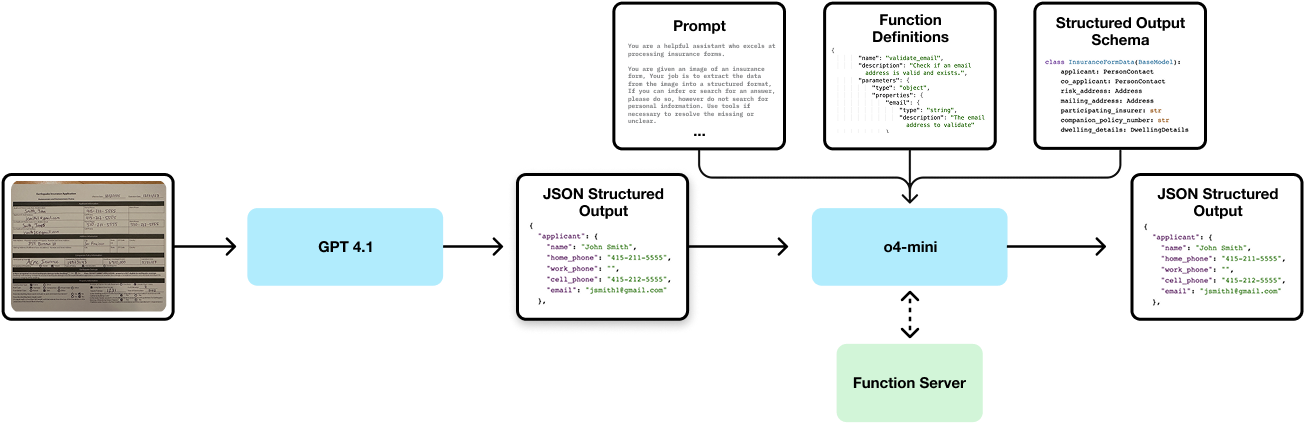 Prompt
You are a helpful assistant who excels at
processing insurance forms.
You are given an image of an insurance
form. Your job is to extract the data
from the image into a structured format.
If you can infer or search for an answer,
please do so, however do not search for
personal information. Use tools if
necessary to resolve the missing or
unclear.
...
Function
Definitions
{
"name": "validate_email",
"description": "Check if an email
address is valid and exists.",
"parameters": {
"type": "object",
"properties": {
"email": {
"type": "string",
"description": "The email
address to validate"
}
Structured Output
Schema
class InsuranceFormData(BaseModel):
applicant: PersonContact
co_applicant: PersonContact
risk_address: Address
mailing_address: Address
participating_insurer: str
companion_policy_number: str
dwelling_details: DwellingDetails
GPT 4.1
JSON Structured
Output
{
"applicant": {
"name": "John Smith",
"home_phone": "415-211-5555",
"work_phone": "",
"cell_phone": "415-212-5555",
"email": "jsmith1@gmail.com"
},
o4-mini
JSON Structured
Output
{
"applicant": {
"name": "John Smith",
"home_phone": "415-211-5555",
"work_phone": "",
"cell_phone": "415-212-5555",
"email": "jsmith1@gmail.com"
},
Function Server